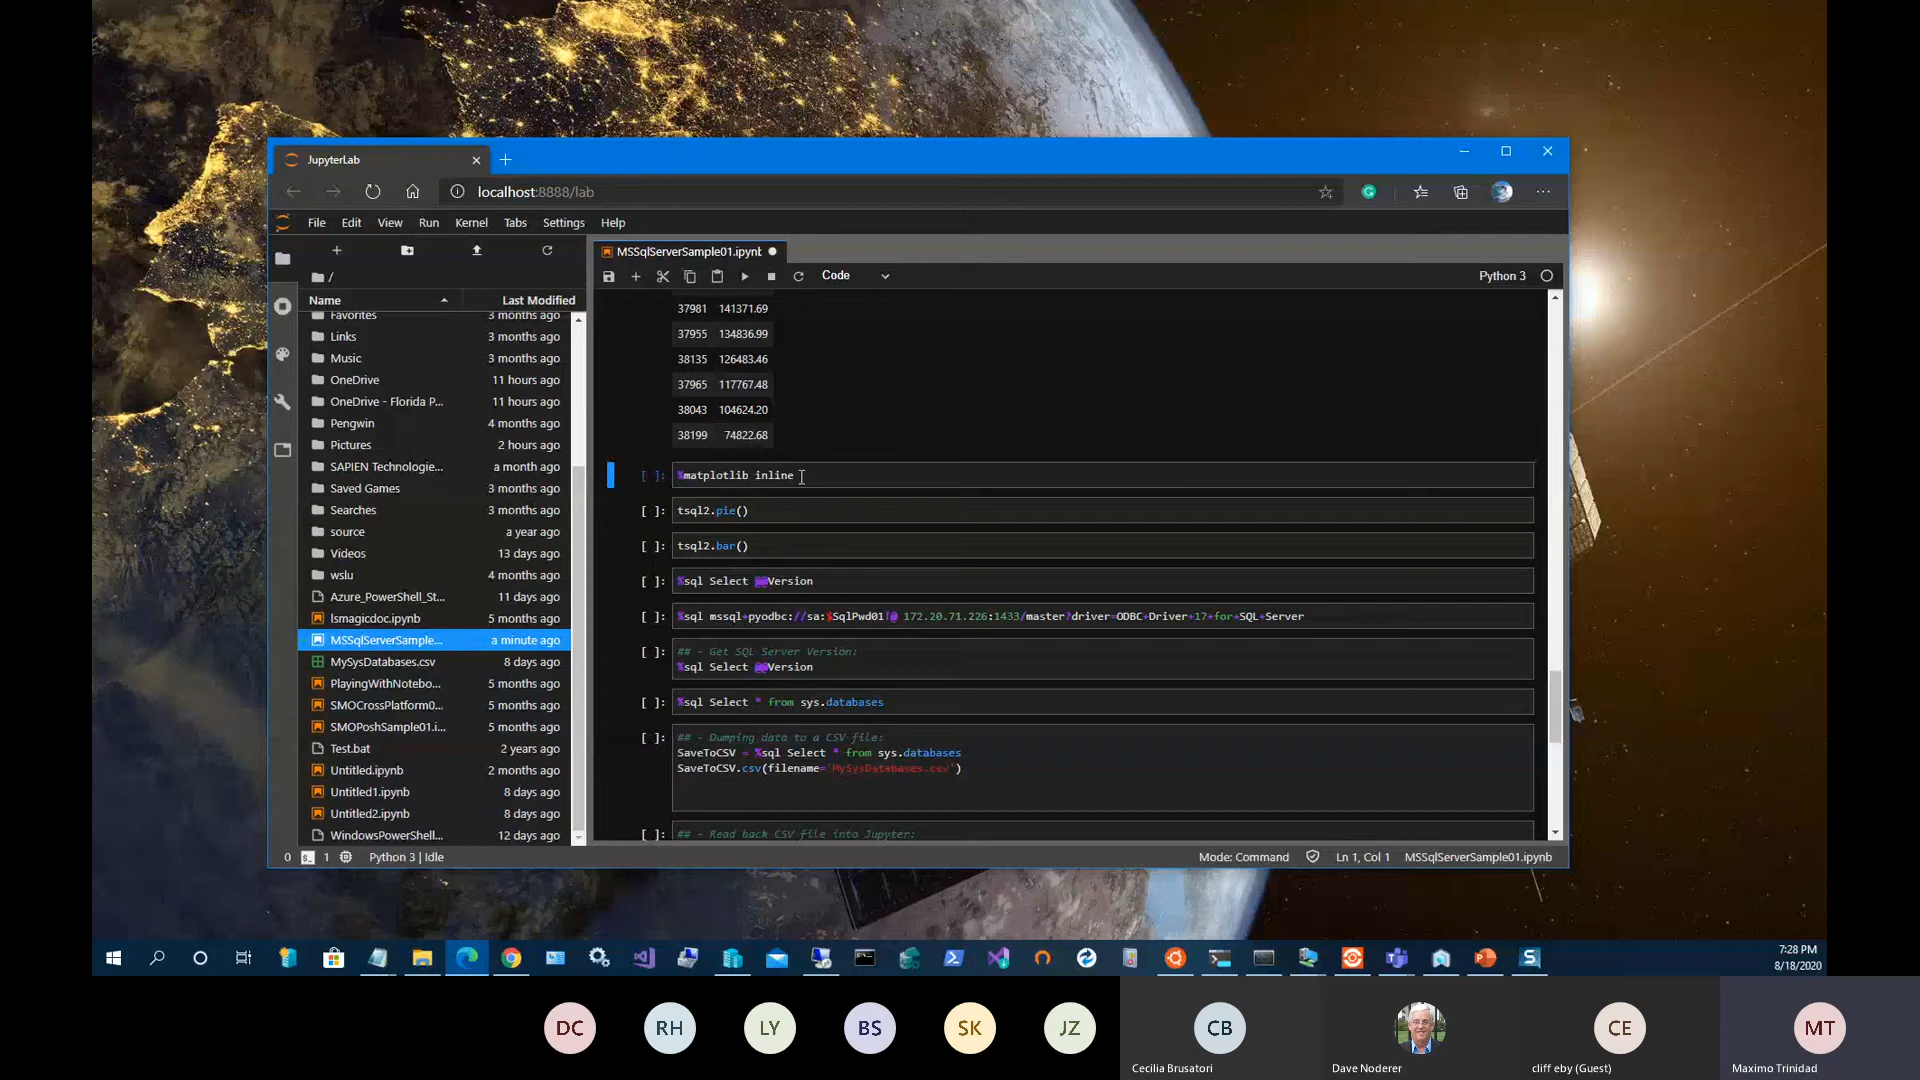 JupyterLab
localhost:8888/lab
File Edit View Run Kernel Tabs Settings Help
MSSqlServerSample01.ipynb
/
Code
Python 3
Name Last Modified
Favorites 3 months ago
Links 3 months ago
Music 3 months ago
OneDrive 11 hours ago
OneDrive - Florida P... 11 hours ago
Pengwin 4 months ago
Pictures 2 hours ago
SAPIEN Technologie... a month ago
Saved Games 3 months ago
Searches 3 months ago
source a year ago
Videos 13 days ago
wslu 4 months ago
Azure_PowerShell_St... 11 days ago
lsmagicdoc.ipynb 5 months ago
MSSqlServerSample... a minute ago
MySysDatabases.csv 8 days ago
PlayingWithNotebo... 5 months ago
SMOCrossPlatform0... 5 months ago
SMOPoshSample01.i... 5 months ago
Test.bat 2 years ago
Untitled.ipynb 2 months ago
Untitled1.ipynb 8 days ago
Untitled2.ipynb 8 days ago
WindowsPowerShell... 12 days ago
37981 141371.69
37955 134836.99
38135 126483.46
37965 117767.48
38043 104624.20
38199 74822.68
[ ]: %matplotlib inline
[ ]: tsql2.pie()
[ ]: tsql2.bar()
[ ]: %sql Select @@Version
[ ]: %sql mssql+pyodbc://sa:$SqlPwd01!@ 172.20.71.226:1433/master?driver=ODBC+Driver+17+for+SQL+Server
[ ]: ## - Get SQL Server Version:
%sql Select @@Version
[ ]: %sql Select * from sys.databases
[ ]: ## - Dumping data to a CSV file:
SaveToCSV = %sql Select * from sys.databases
SaveToCSV.csv(filename='MySysDatabases.csv')
[ ]: ## - Read back CSV file into Jupyter:
0 1 Python 3 | Idle
Mode: Command Ln 1, Col 1 MSSqlServerSample01.ipynb
7:28 PM
8/18/2020
DC RH LY BS SK JZ CB CE MT
Cecilia Brusatori Dave Noderer cliff eby (Guest) Maximo Trinidad